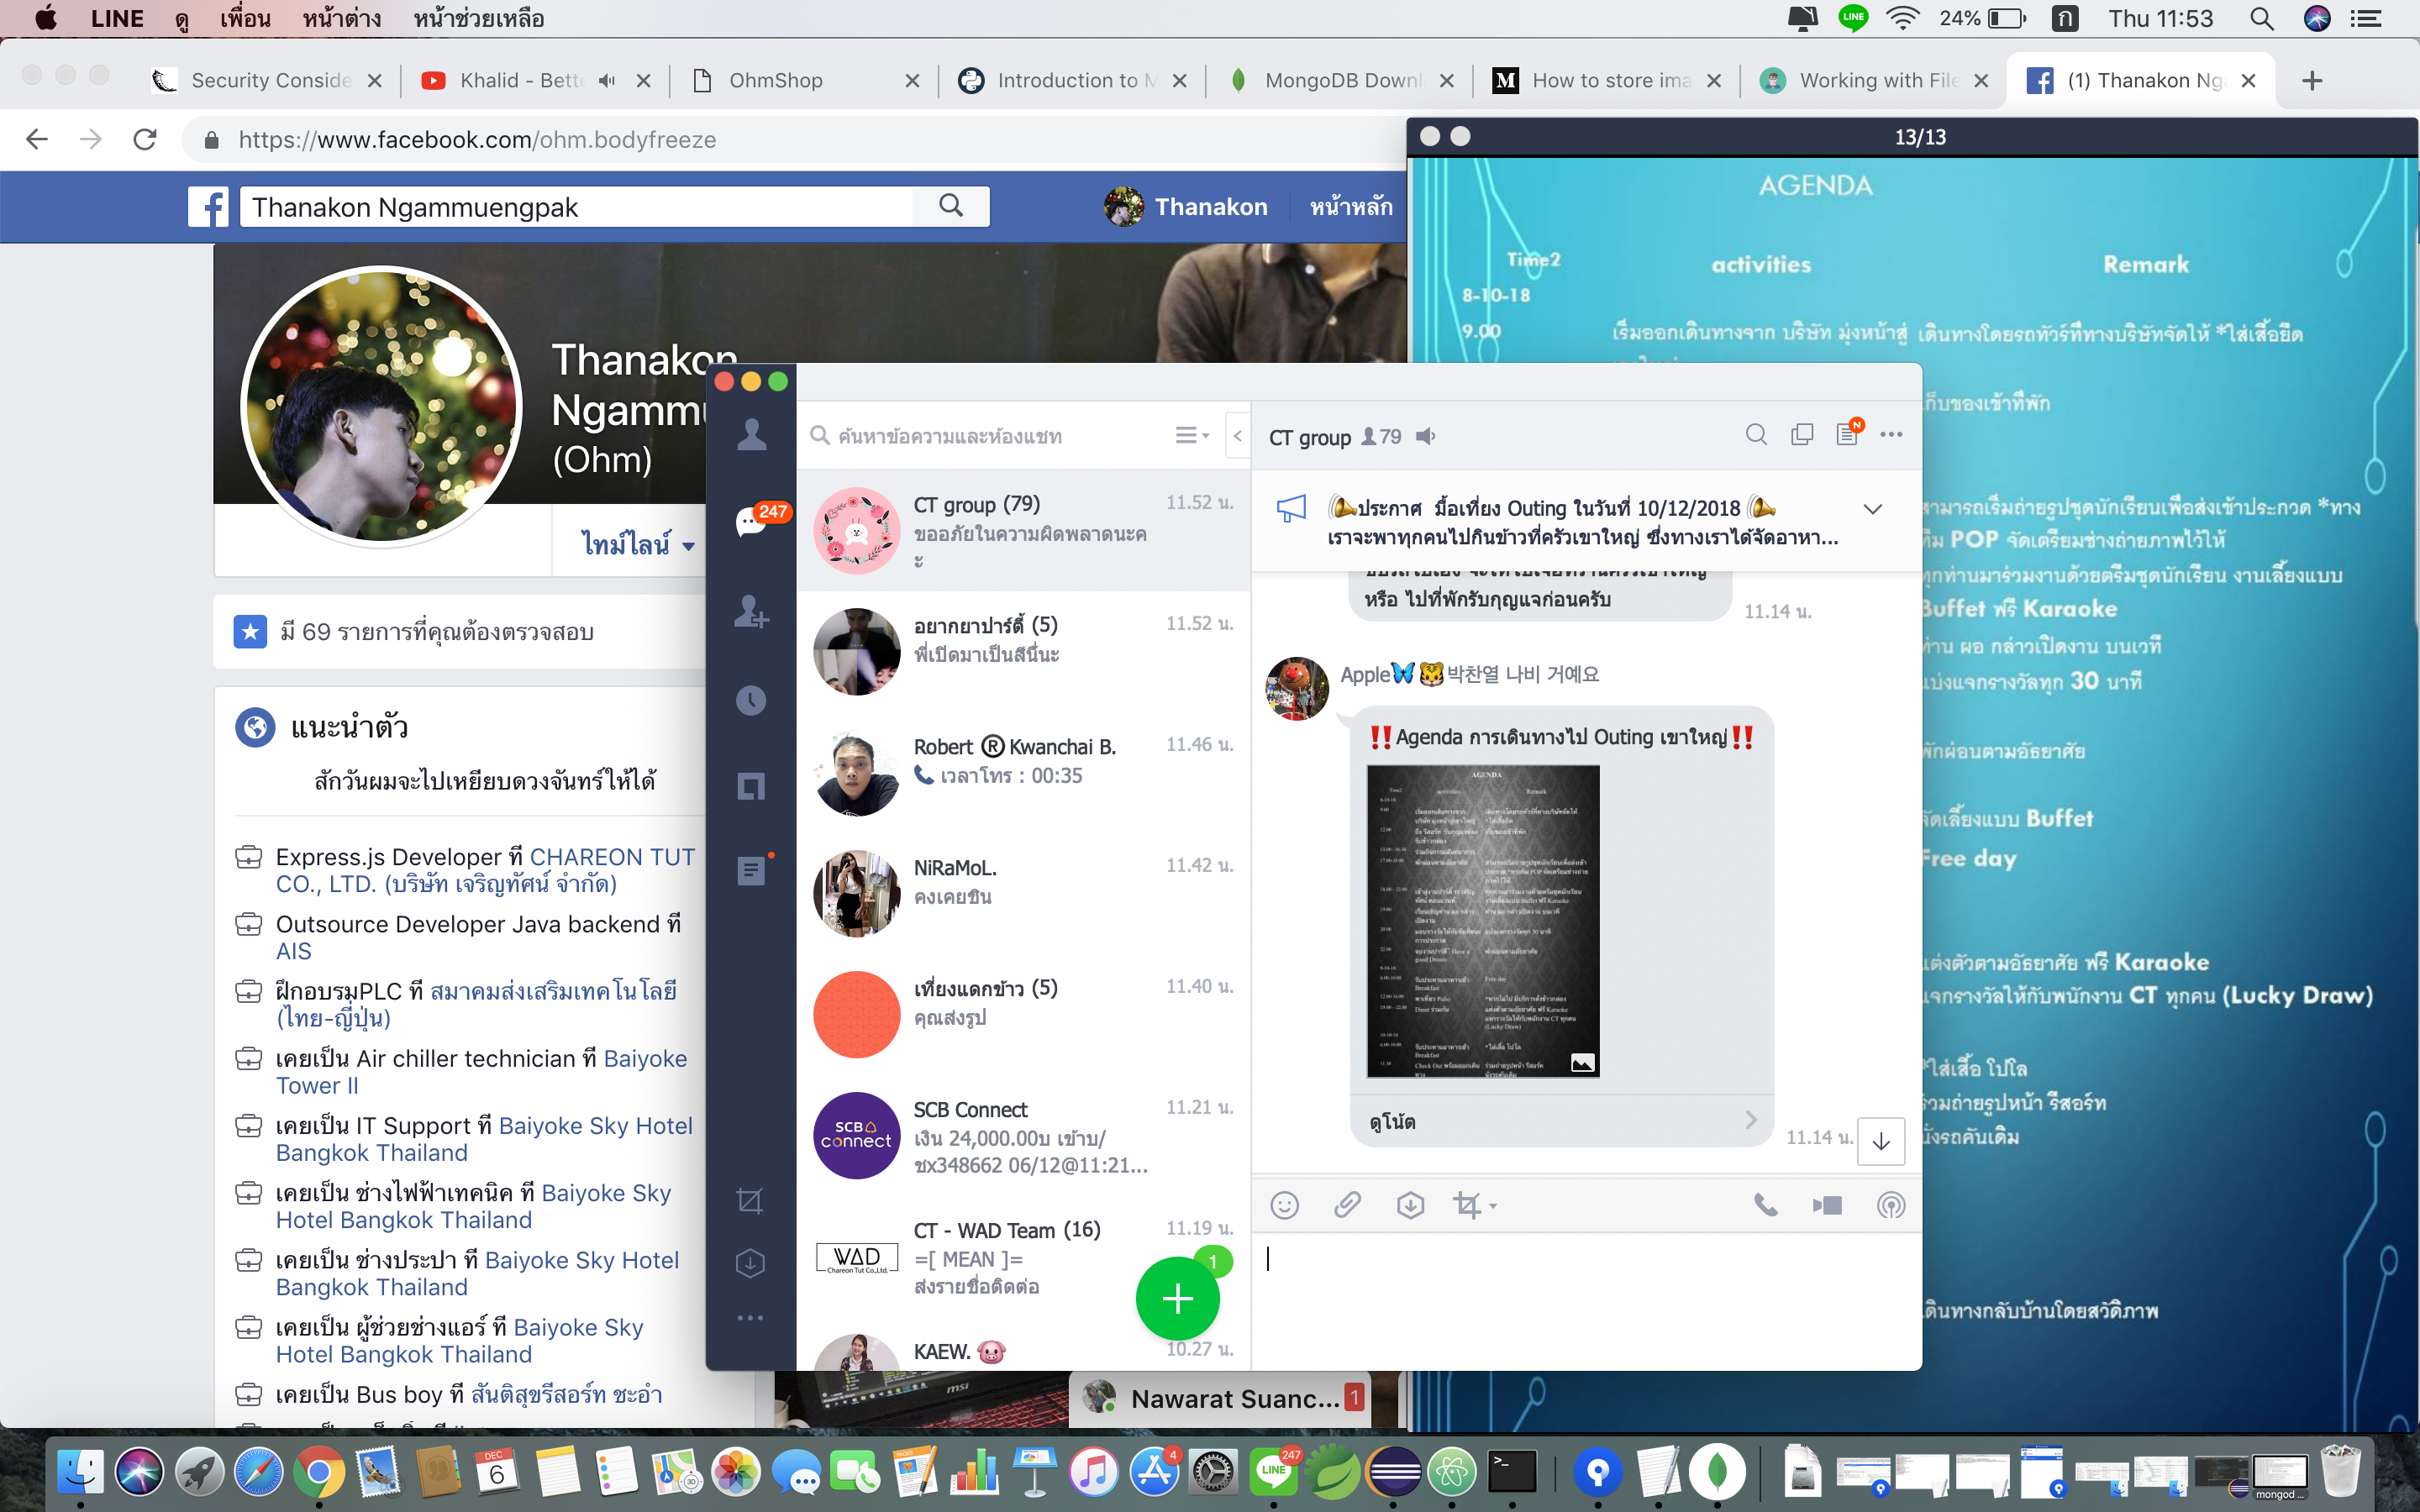 LINE ดู เพื่อน หน้าต่าง หน้าช่วยเหลือ
LINE 24% ก Thu 11:53
Security Conside
Khalid - Bette
OhmShop
Introduction to M
MongoDB Downl
M How to store ima
Working with File
(1) Thanakon Ng
https://www.facebook.com/ohm.bodyfreeze
Thanakon Ngammuengpak
Thanakon หน้าหลัก
Thanakon
Ngammu
(Ohm)
ไทม์ไลน์
มี 69 รายการที่คุณต้องตรวจสอบ
แนะนำตัว
สักวันผมจะไปเหยียบดวงจันทร์ให้ได้
Express.js Developer ที่ CHAREON TUT
CO., LTD. (บริษัท เจริญทัศน์ จำกัด)
Outsource Developer Java backend ที่
AIS
ฝึกอบรมPLC ที่ สมาคมส่งเสริมเทคโนโลยี
(ไทย-ญี่ปุ่น)
เคยเป็น Air chiller technician ที่ Baiyoke
Tower II
เคยเป็น IT Support ที่ Baiyoke Sky Hotel
Bangkok Thailand
เคยเป็น ช่างไฟฟ้าเทคนิค ที่ Baiyoke Sky
Hotel Bangkok Thailand
เคยเป็น ช่างประปา ที่ Baiyoke Sky Hotel
Bangkok Thailand
เคยเป็น ผู้ช่วยช่างแอร์ ที่ Baiyoke Sky
Hotel Bangkok Thailand
เคยเป็น Bus boy ที่ สันติสุขรีสอร์ท ชะอำ
247
ค้นหาข้อความและห้องแชท
CT group (79) 11.52 น.
ขออภัยในความผิดพลาดนะค
ะ
อยากยาปาร์ตี้ (5) 11.52 น.
พี่เปิดมาเป็นสีนี้นะ
Robert ® Kwanchai B. 11.46 น.
เวลาโทร : 00:35
NiRaMoL. 11.42 น.
คงเคยชิน
เที่ยงแดกข้าว (5) 11.40 น.
คุณส่งรูป
SCB connect
SCB Connect 11.21 น.
เงิน 24,000.00บ เข้าบ/
ชx348662 06/12@11:21...
WAD
Chareon Tut Co.,Ltd.
CT - WAD Team (16) 11.19 น.
=[ MEAN ]=
ส่งรายชื่อติดต่อ
1
KAEW. 10.27 น.
CT group 79
N
ประกาศ มื้อเที่ยง Outing ในวันที่ 10/12/2018
เราจะพาทุกคนไปกินข้าวที่ครัวเขาใหญ่ ซึ่งทางเราได้จัดอาหา...
หรือ ไปที่พักรับกุญแจก่อนครับ
11.14 น.
Apple🦋🐯박찬열 나비 거예요
‼️Agenda การเดินทางไป Outing เขาใหญ่‼️
AGENDA
Time2 activities Remark
ดูโน้ต
11.14 น.
13/13
AGENDA
Time2 activities Remark
8-10-18
9.00 เริ่มออกเดินทางจาก บริษัท มุ่งหน้าสู่ เดินทางโดยรถทัวร์ที่ทางบริษัทจัดให้ *ใส่เสื้อยืด
เก็บของเข้าที่พัก
สามารถเริ่มถ่ายรูปชุดนักเรียนเพื่อส่งเข้าประกวด *ทาง
ทีม POP จัดเตรียมช่างถ่ายภาพไว้ให้
ทุกท่านมาร่วมงานด้วยตรีมชุดนักเรียน งานเลี้ยงแบบ
Buffet ฟรี Karaoke
ท่าน ผอ กล่าวเปิดงาน บนเวที
แบ่งแจกรางวัลทุก 30 นาที
พักผ่อนตามอัธยาศัย
จัดเลี้ยงแบบ Buffet
Free day
แต่งตัวตามอัธยาศัย ฟรี Karaoke
แจกรางวัลให้กับพนักงาน CT ทุกคน (Lucky Draw)
*ใส่เสื้อ โปโล
ร่วมถ่ายรูปหน้า รีสอร์ท
นั่งรถคันเดิม
เดินทางกลับบ้านโดยสวัดิภาพ
msi
Nawarat Suanc... 1
DEC
6
PAGES
3D
4
LINE
247
mongod ...